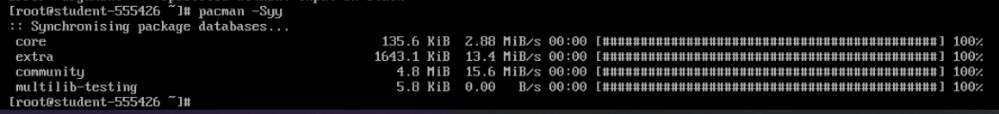 [root@student-555426 ~]# pacman -Syy
:: Synchronising package databases...
core 135.6 KiB 2.88 MiB/s 00:00 [######################################] 100%
extra 1643.1 KiB 13.4 MiB/s 00:00 [######################################] 100%
community 4.8 MiB 15.6 MiB/s 00:00 [######################################] 100%
multilib-testing 5.8 KiB 0.00 B/s 00:00 [######################################] 100%
[root@student-555426 ~]#